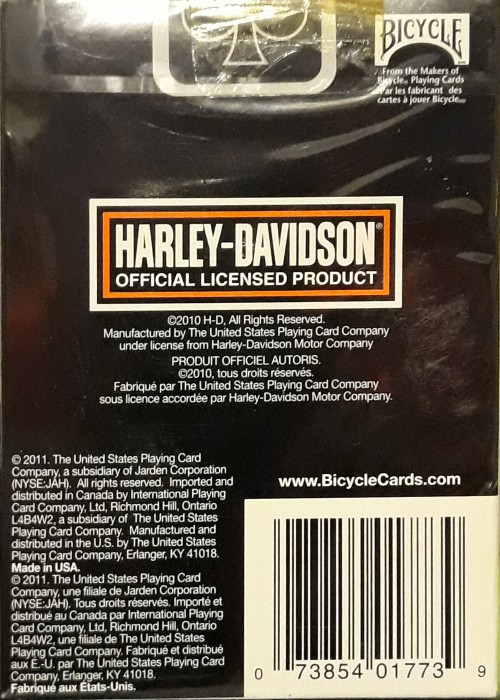 BICYCLE
From the Makers of
Bicycle® Playing Cards
Par les fabricant des
cartes à jouer Bicycle
HARLEY-DAVIDSON®
OFFICIAL LICENSED PRODUCT
©2010 H-D, All Rights Reserved.
Manufactured by The United States Playing Card Company
under license from Harley-Davidson Motor Company
PRODUIT OFFICIEL AUTORIS.
©2010, tous droits réservés.
Fabriqué par The United States Playing Card Company
sous licence accordée par Harley-Davidson Motor Company.
© 2011. The United States Playing Card
Company, a subsidiary of Jarden Corporation
(NYSE:JAH). All rights reserved. Imported and
distributed in Canada by International Playing
Card Company, Ltd, Richmond Hill, Ontario
L4B4W2, a subsidiary of The United States
Playing Card Company. Manufactured and
distributed in the U.S. by The United States
Playing Card Company, Erlanger, KY 41018.
Made in USA.
© 2011. The United States Playing Card
Company, une filiale de Jarden Corporation
(NYSE:JAH). Tous droits réservés. Importé et
distribué au Canada par International Playing
Card Company, Ltd, Richmond Hill, Ontario
L4B4W2, une filiale de The United States
Playing Card Company. Fabriqué et distribué
aux É.-U. par The United States Playing Card
Company, Erlanger, KY 41018.
Fabriqué aux États-Unis.
www.BicycleCards.com
0 73854 01773 9